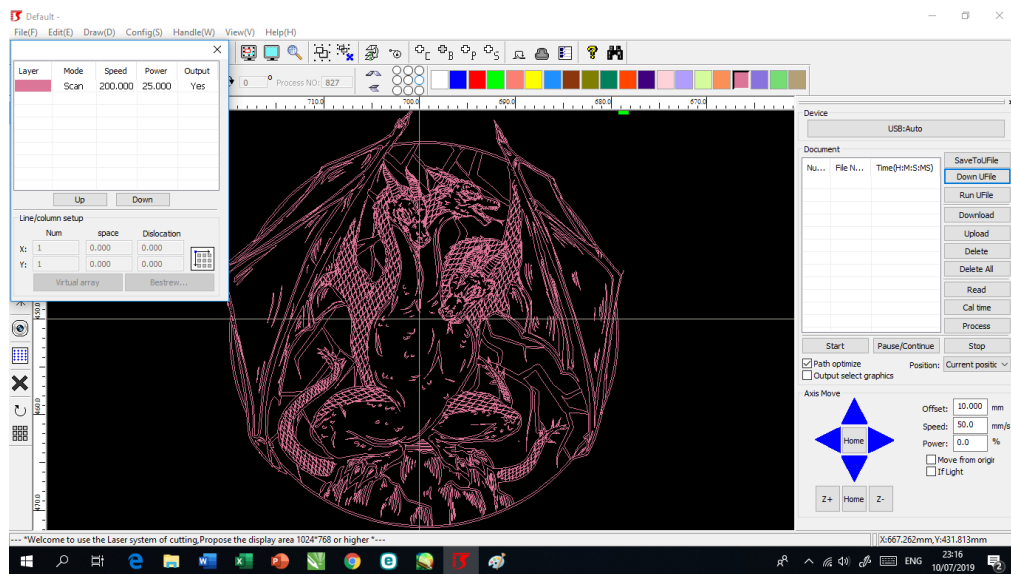 Default -
File(F) Edit(E) Draw(D) Config(S) Handle(W) View(V) Help(H)
0 ° Process NO: 827
Layer Mode Speed Power Output
Scan 200.000 25.000 Yes
Up Down
Line/column setup
Num space Dislocation
X: 1 0.000 0.000
Y: 1 0.000 0.000
Virtual array Bestrew...
710.0 700.0 690.0 680.0 670.0
460.0
470.0
Device
USB:Auto
Document
Nu... File N... Time(H:M:S:MS)
SaveToUFile
Down UFile
Run UFile
Download
Upload
Delete
Delete All
Read
Cal time
Process
Start Pause/Continue Stop
Path optimize Position: Current positic
Output select graphics
Axis Move
Offset: 10.000 mm
Speed: 50.0 mm/s
Power: 0.0 %
Move from origir
If Light
Home
Z+ Home Z-
--- *Welcome to use the Laser system of cutting,Propose the display area 1024*768 or higher *---
X:667.262mm,Y:431.813mm
ENG 23:16
10/07/2019